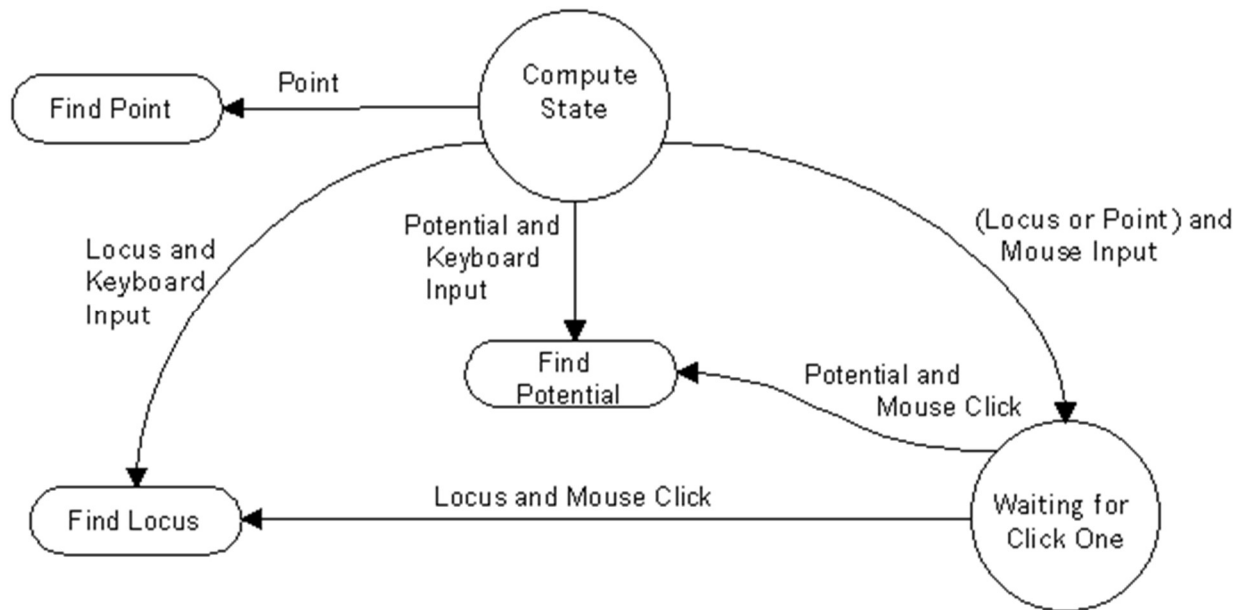 Compute
State
Point
Find Point
Potential and
Keyboard
Input
(Locus or Point) and
Mouse Input
Locus and
Keyboard
Input
Find
Potential
Potential and
Mouse Click
Locus and Mouse Click
Find Locus
Waiting for
Click One